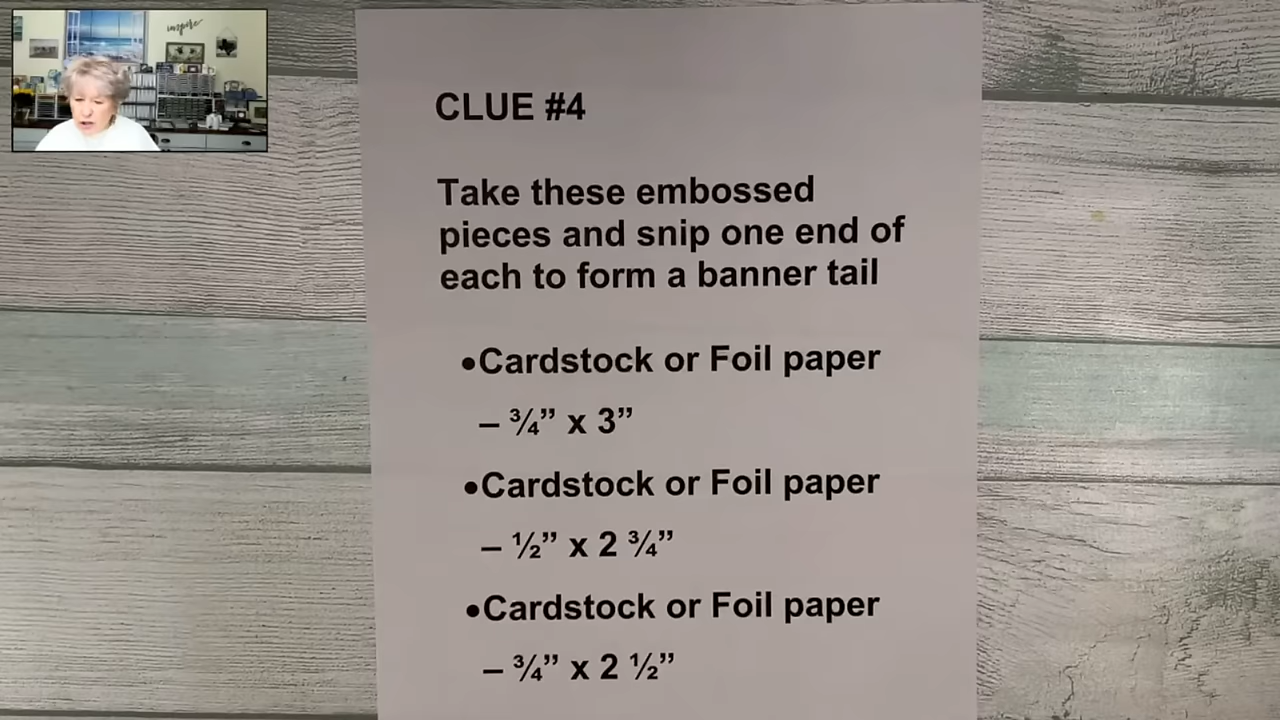 inspire
CLUE #4
Take these embossed
pieces and snip one end of
each to form a banner tail
•Cardstock or Foil paper
– ¾” x 3”
•Cardstock or Foil paper
– ½” x 2 ¾”
•Cardstock or Foil paper
– ¾” x 2 ½”